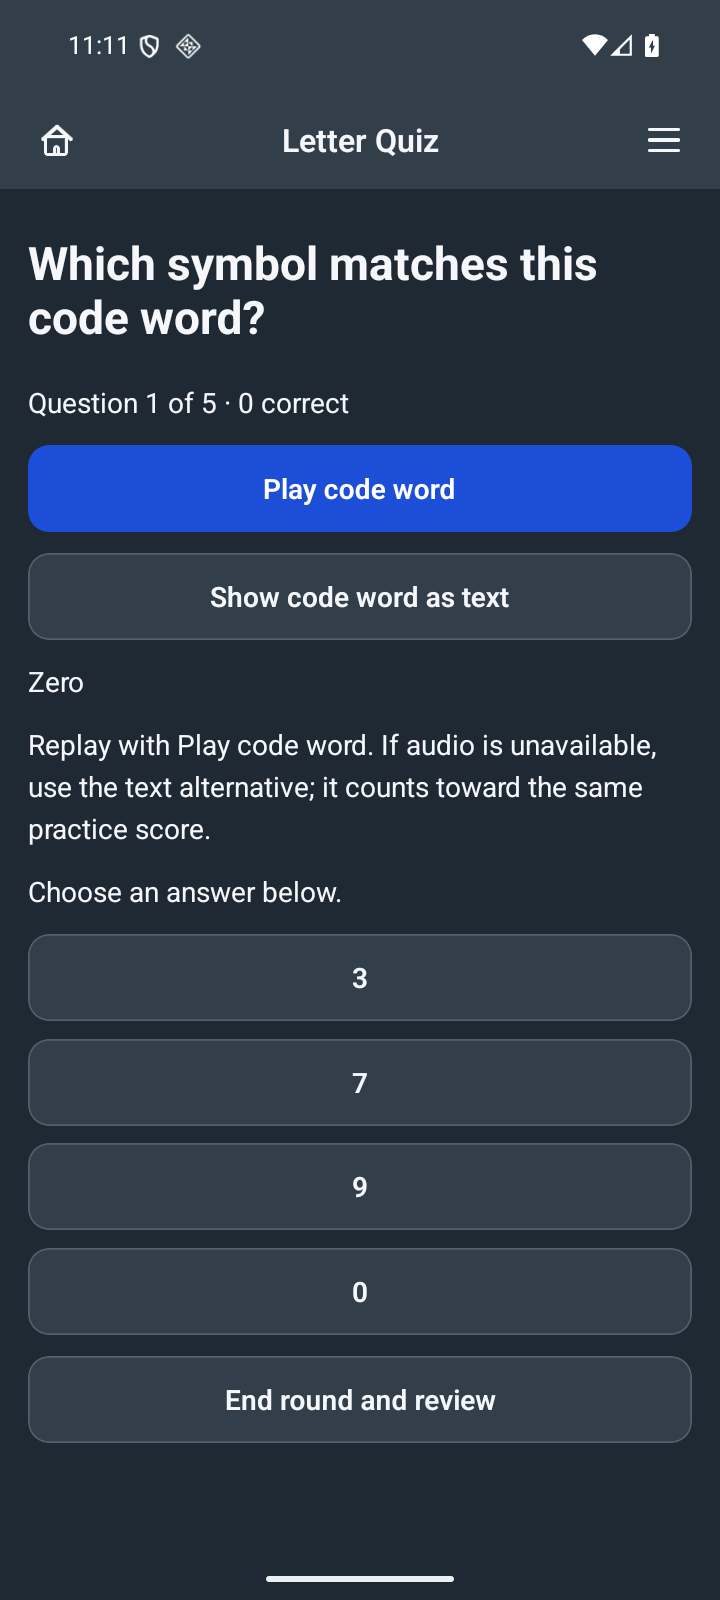 11:11
Letter Quiz
Which symbol matches this
code word?
Question 1 of 5 · 0 correct
Play code word
Show code word as text
Zero
Replay with Play code word. If audio is unavailable,
use the text alternative; it counts toward the same
practice score.
Choose an answer below.
3
7
9
0
End round and review